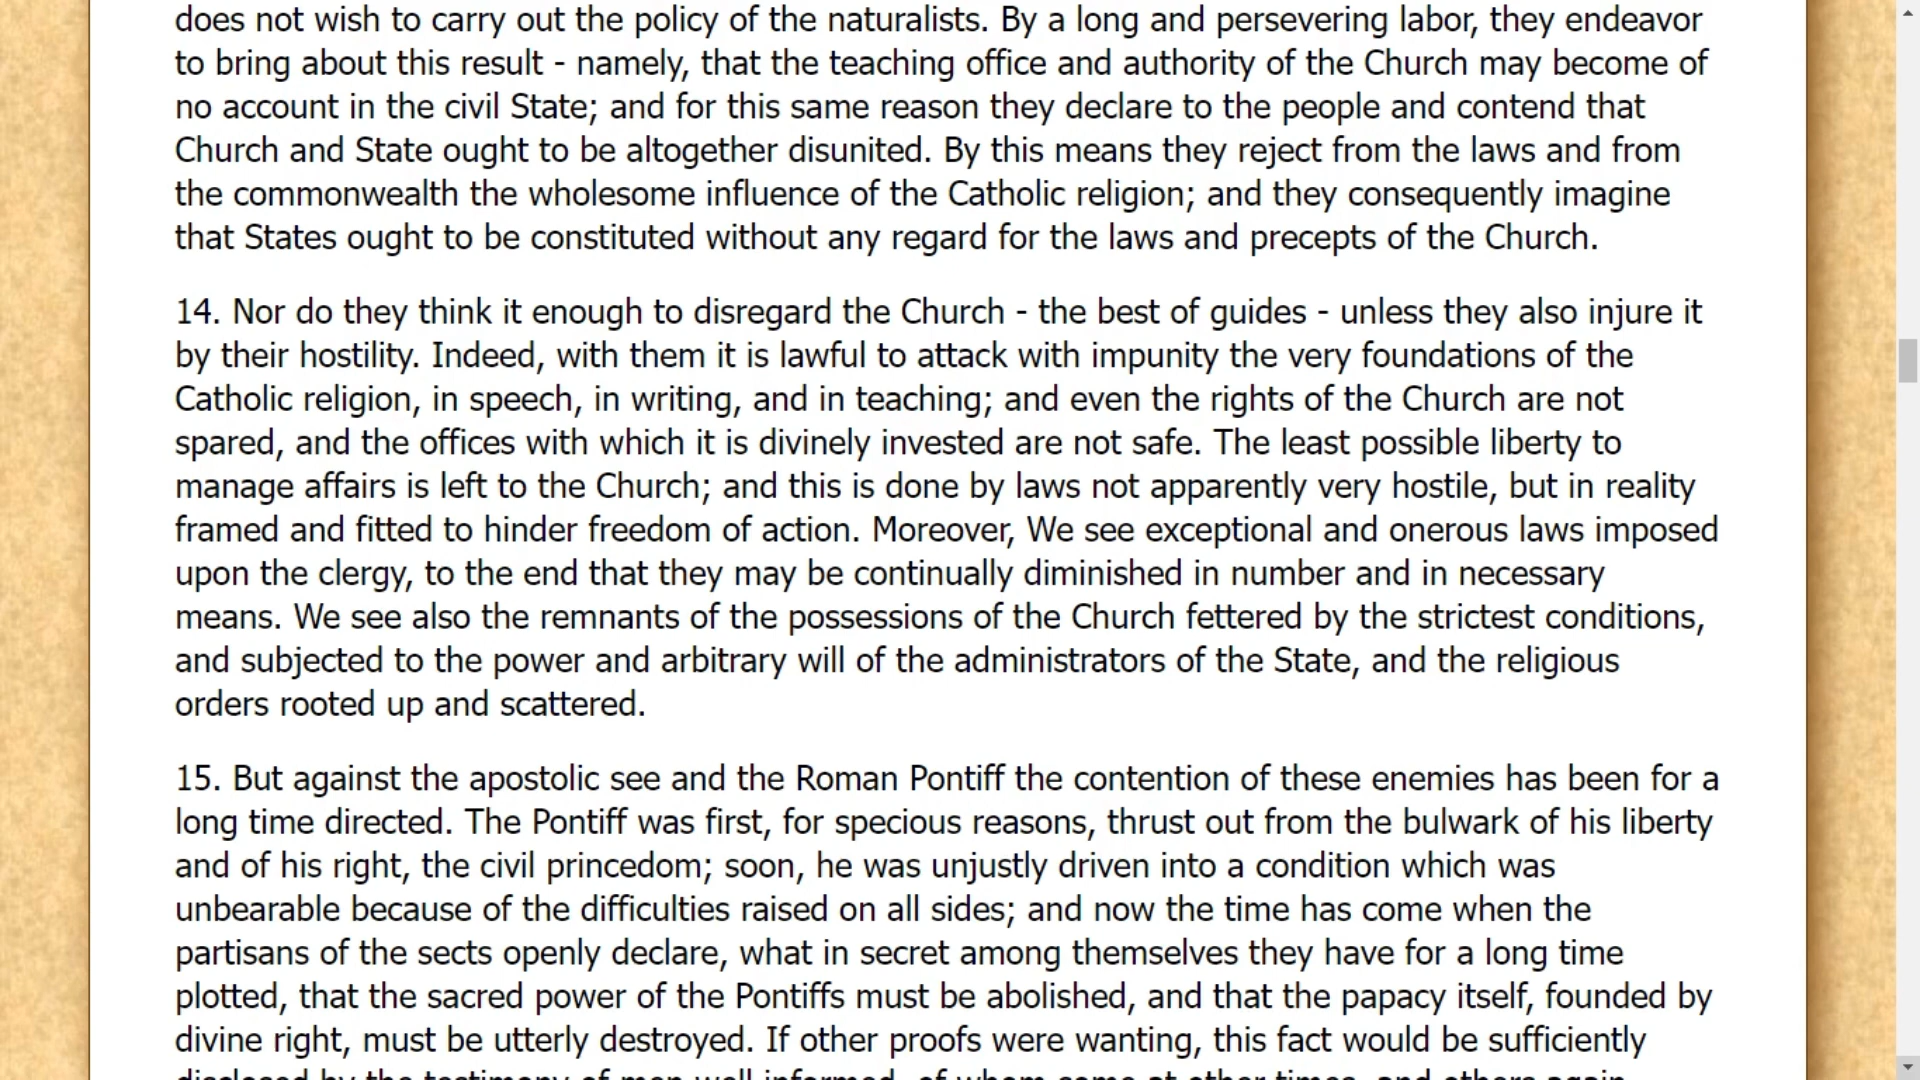 does not wish to carry out the policy of the naturalists. By a long and persevering labor, they endeavor
to bring about this result - namely, that the teaching office and authority of the Church may become of
no account in the civil State; and for this same reason they declare to the people and contend that
Church and State ought to be altogether disunited. By this means they reject from the laws and from
the commonwealth the wholesome influence of the Catholic religion; and they consequently imagine
that States ought to be constituted without any regard for the laws and precepts of the Church.
14. Nor do they think it enough to disregard the Church - the best of guides - unless they also injure it
by their hostility. Indeed, with them it is lawful to attack with impunity the very foundations of the
Catholic religion, in speech, in writing, and in teaching; and even the rights of the Church are not
spared, and the offices with which it is divinely invested are not safe. The least possible liberty to
manage affairs is left to the Church; and this is done by laws not apparently very hostile, but in reality
framed and fitted to hinder freedom of action. Moreover, We see exceptional and onerous laws imposed
upon the clergy, to the end that they may be continually diminished in number and in necessary
means. We see also the remnants of the possessions of the Church fettered by the strictest conditions,
and subjected to the power and arbitrary will of the administrators of the State, and the religious
orders rooted up and scattered.
15. But against the apostolic see and the Roman Pontiff the contention of these enemies has been for a
long time directed. The Pontiff was first, for specious reasons, thrust out from the bulwark of his liberty
and of his right, the civil princedom; soon, he was unjustly driven into a condition which was
unbearable because of the difficulties raised on all sides; and now the time has come when the
partisans of the sects openly declare, what in secret among themselves they have for a long time
plotted, that the sacred power of the Pontiffs must be abolished, and that the papacy itself, founded by
divine right, must be utterly destroyed. If other proofs were wanting, this fact would be sufficiently
disclosed by the testimony of men well informed, of whom some at other times, and others again